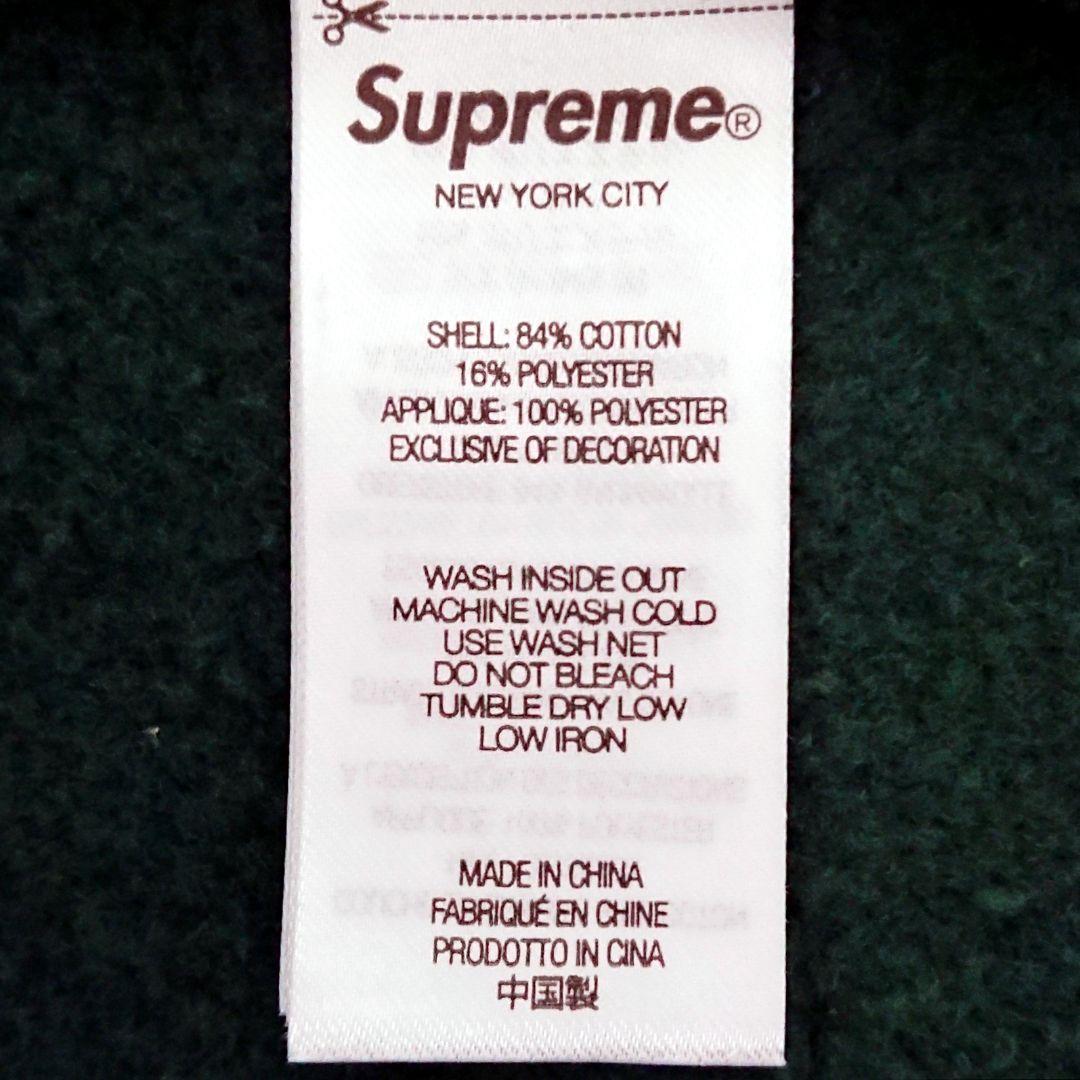 Supreme®
NEW YORK CITY
SHELL: 84% COTTON
16% POLYESTER
APPLIQUE: 100% POLYESTER
EXCLUSIVE OF DECORATION
WASH INSIDE OUT
MACHINE WASH COLD
USE WASH NET
DO NOT BLEACH
TUMBLE DRY LOW
LOW IRON
MADE IN CHINA
FABRIQUÉ EN CHINE
PRODOTTO IN CINA
中国製